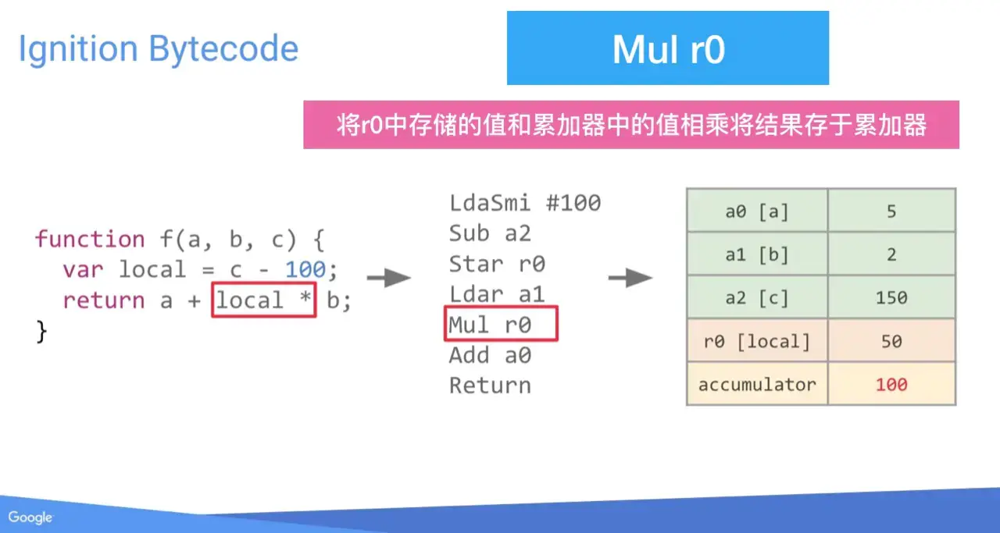 Ignition Bytecode
Mul r0
将r0中存储的值和累加器中的值相乘将结果存于累加器
function f(a, b, c) {
var local = c - 100;
return a + local * b;
}
LdaSmi #100
Sub a2
Star r0
Ldar a1
Mul r0
Add a0
Return
a0 [a] 5
a1 [b] 2
a2 [c] 150
r0 [local] 50
accumulator 100
Google